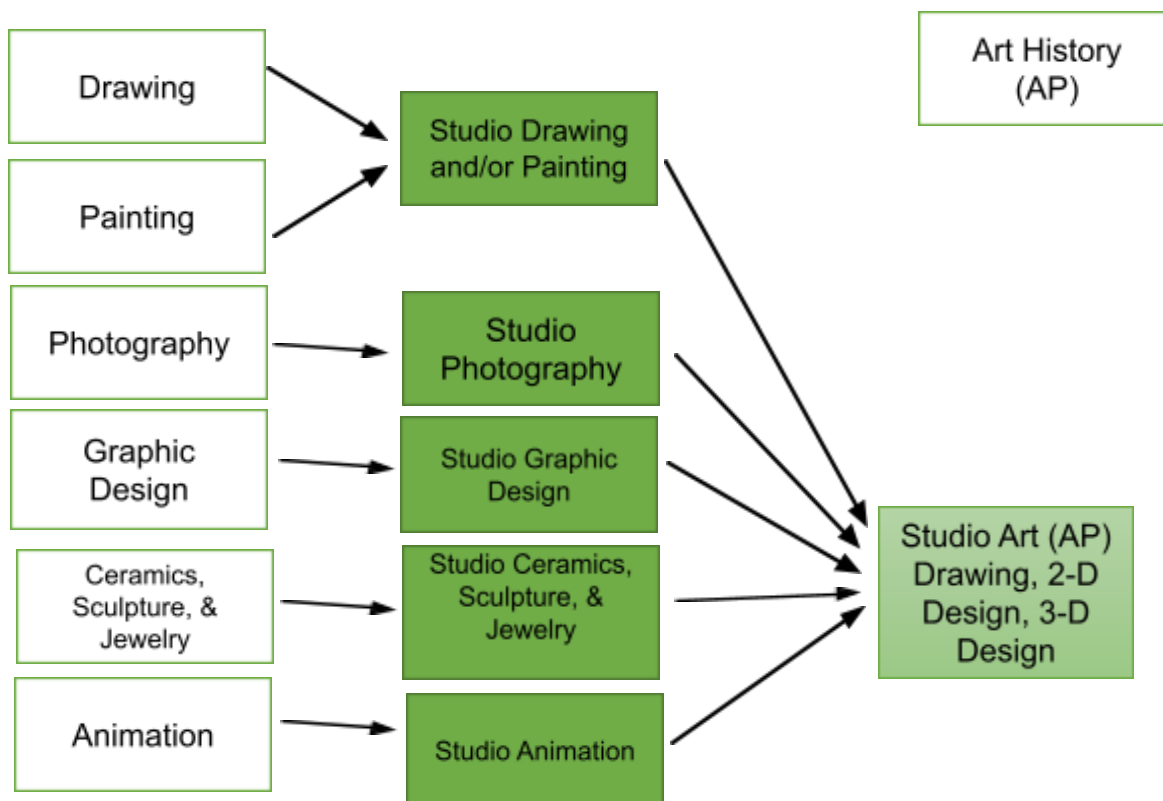 Drawing
Painting
Photography
Graphic
Design
Ceramics,
Sculpture, &
Jewelry
Animation
Studio Drawing
and/or Painting
Studio
Photography
Studio Graphic
Design
Studio Ceramics,
Sculpture, &
Jewelry
Studio Animation
Art History
(AP)
Studio Art (AP)
Drawing, 2-D
Design, 3-D
Design